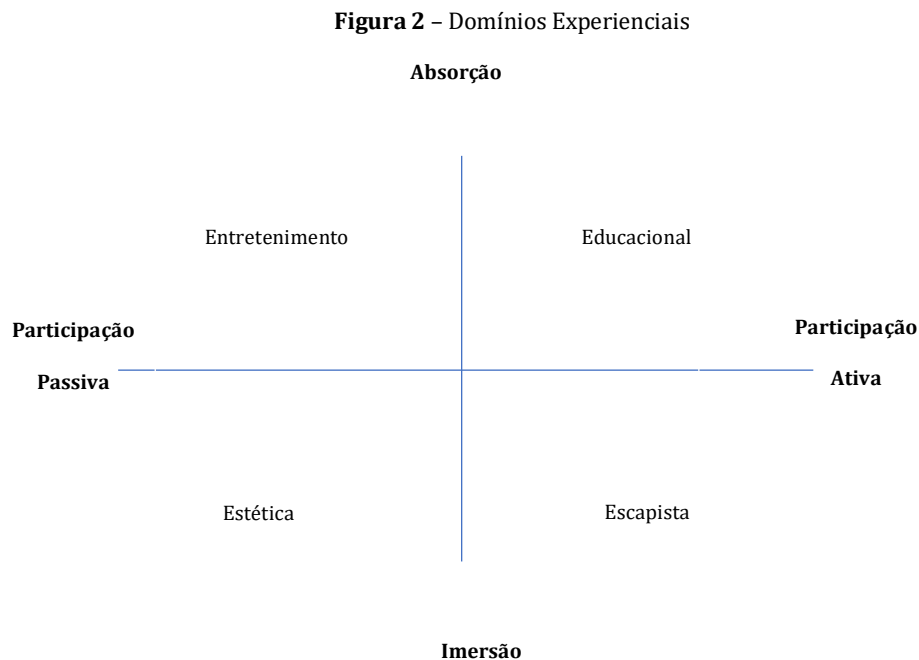 Figura 2 – Domínios Experienciais
Absorção
Entretenimento
Educacional
Participação
Passiva
Participação
Ativa
Estética
Escapista
Imersão